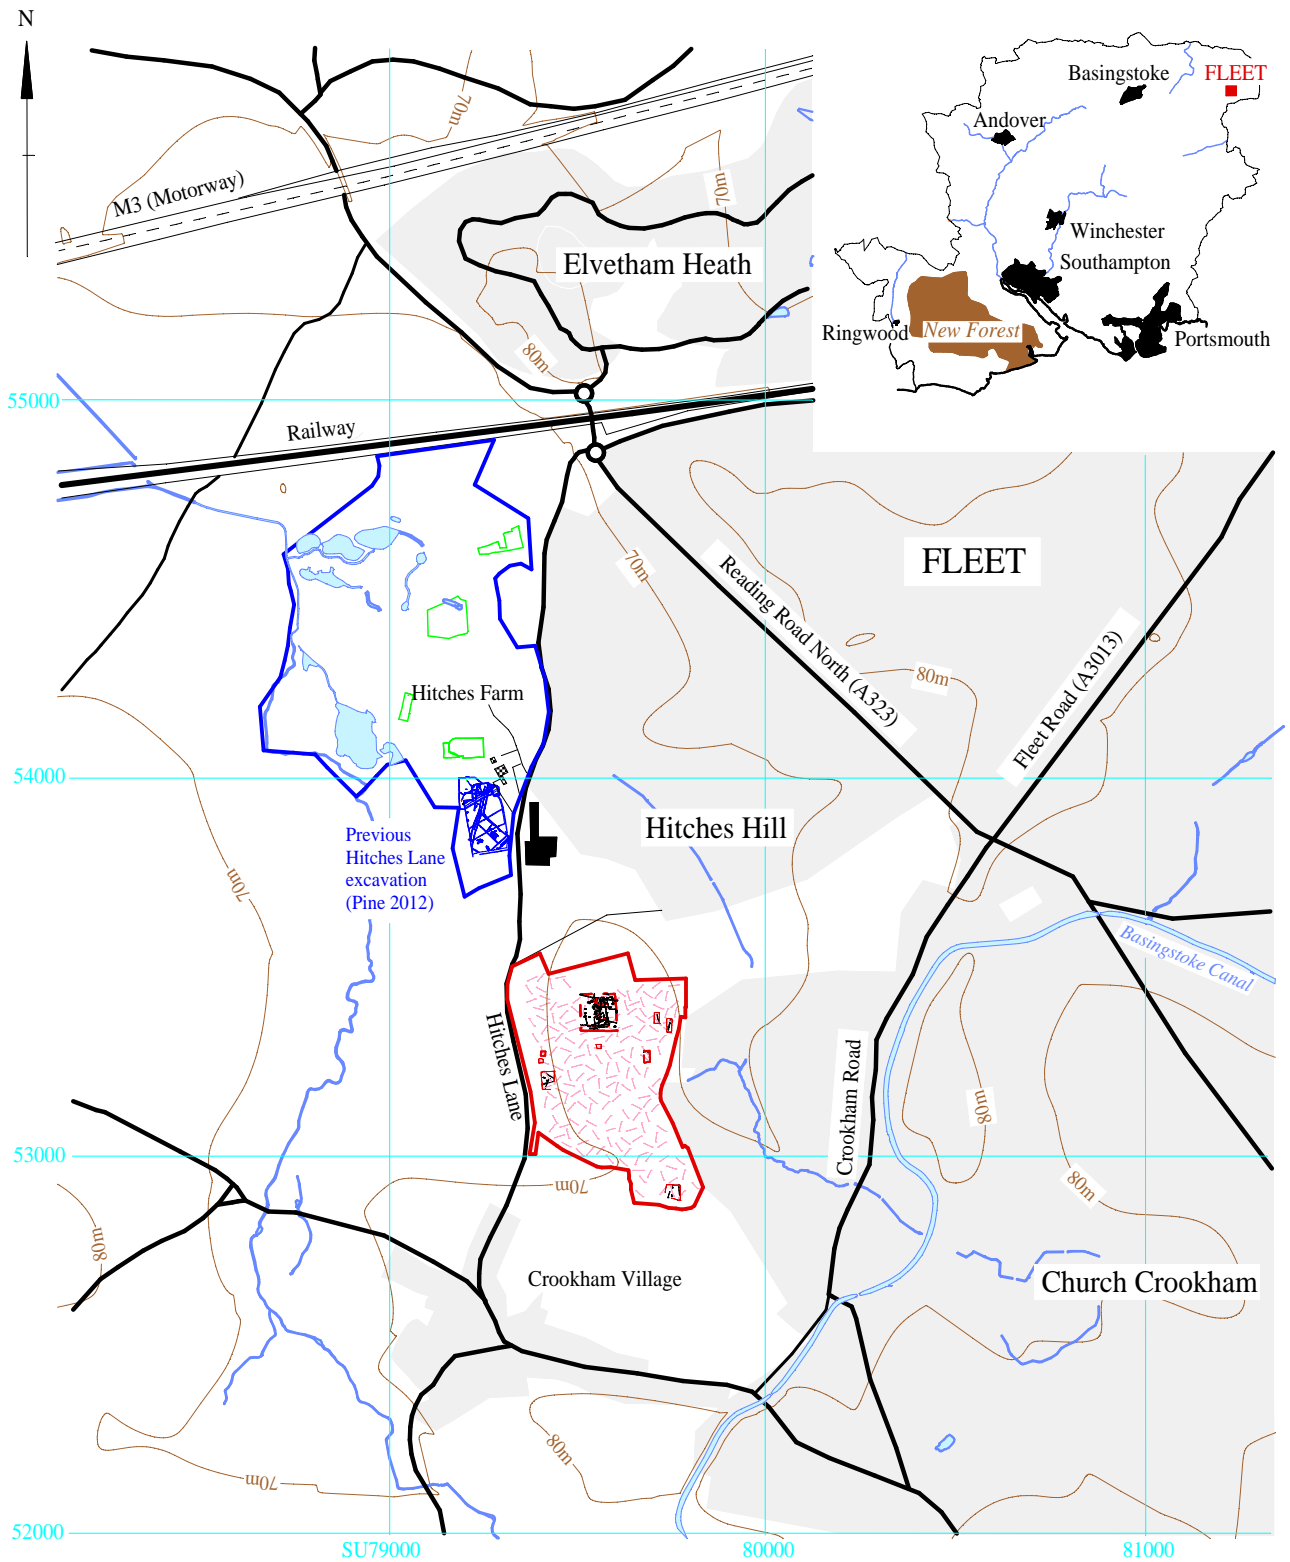 N
Basingstoke
FLEET
Andover
Winchester
Southampton
Ringwood
New Forest
Portsmouth
70m
M3 (Motorway)
70m
Elvetham Heath
80m
55000
Railway
FLEET
70m
Reading Road North (A323)
Fleet Road (A3013)
80m
Hitches Farm
54000
Hitches Hill
Previous
Hitches Lane
excavation
(Pine 2012)
70m
Basingstoke Canal
Hitches Lane
Crookham Road
80m
53000
70m
80m
80m
Crookham Village
Church Crookham
80m
70m
52000
SU79000
80000
81000